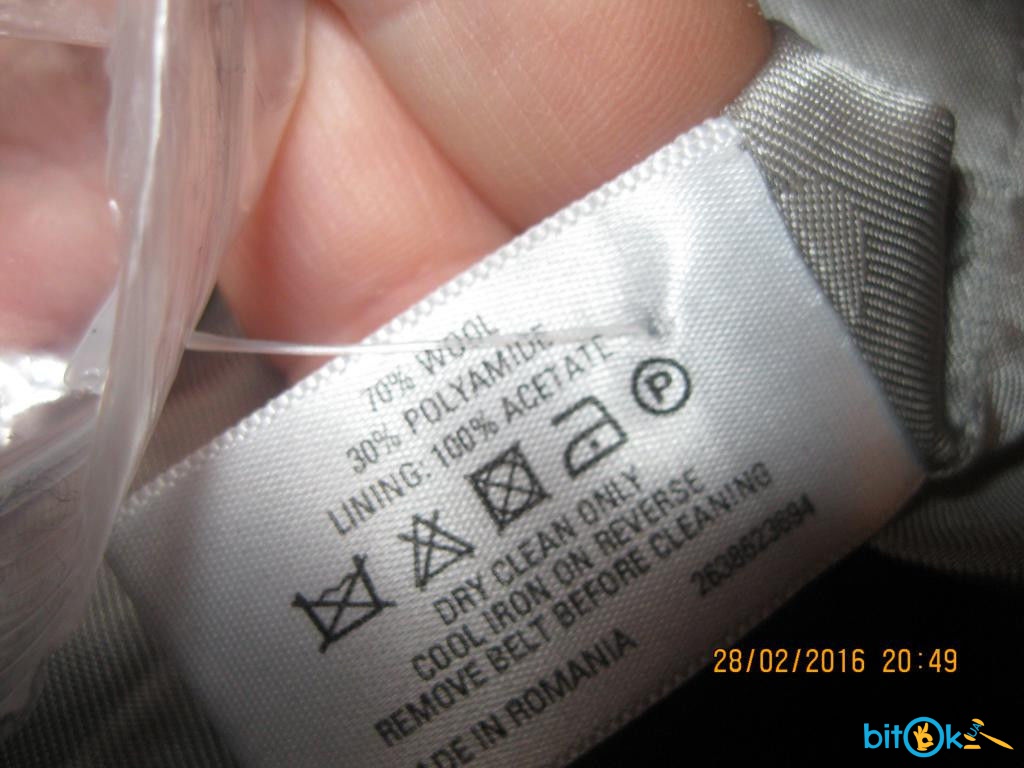 70% WOOL
30% POLYAMIDE
LINING: 100% ACETATE
P
DRY CLEAN ONLY
COOL IRON ON REVERSE
REMOVE BELT BEFORE CLEANING
2638623694
ADE IN ROMANIA
28/02/2016 20:49
bitok UA